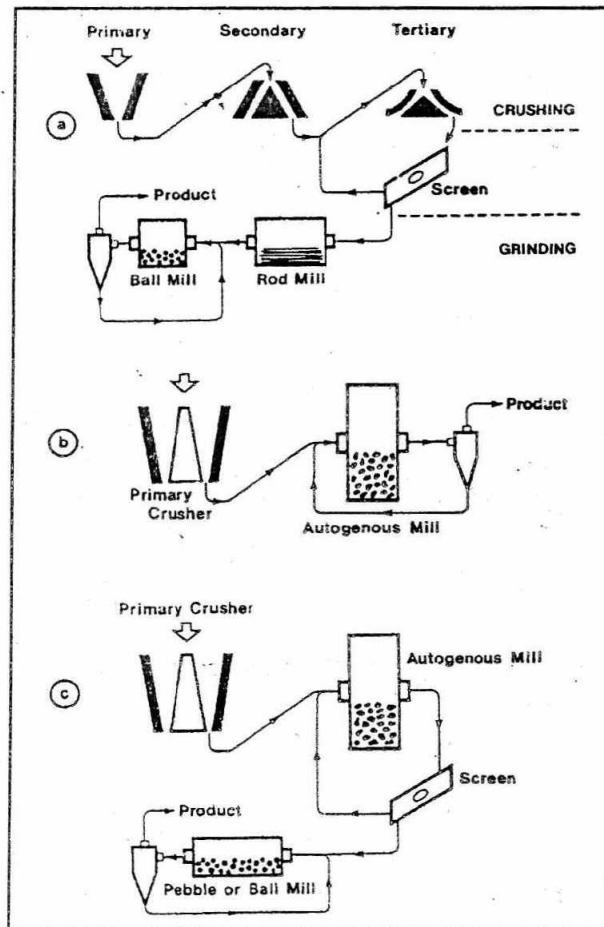 Primary Secondary Tertiary
a
CRUSHING
Screen
Product
GRINDING
Ball Mill Rod Mill
b
Product
Primary
Crusher
Autogenous Mill
Primary Crusher
Autogenous Mill
c
Screen
Product
Pebble or Ball Mill